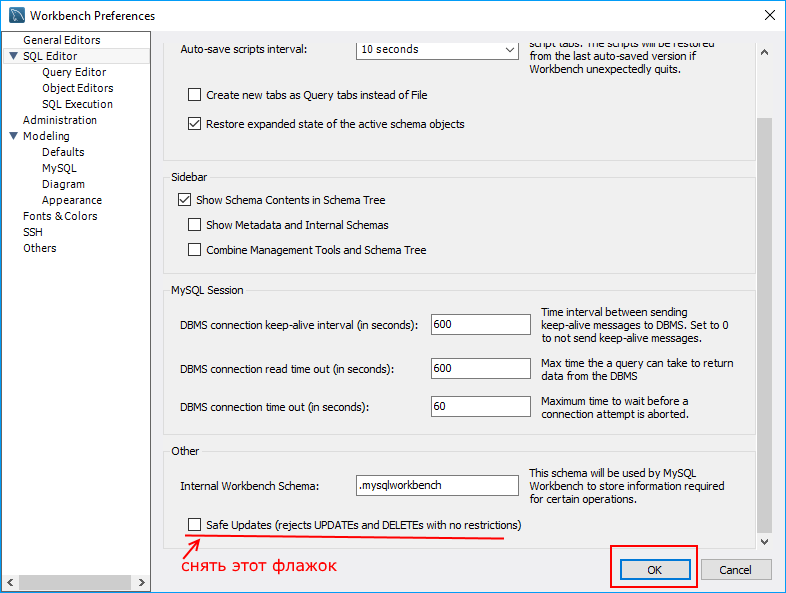 Workbench Preferences
General Editors
SQL Editor
Query Editor
Object Editors
SQL Execution
Administration
Modeling
Defaults
MySQL
Diagram
Appearance
Fonts & Colors
SSH
Others
Auto-save scripts interval:
10 seconds
script tabs. The scripts will be restored
from the last auto-saved version if
Workbench unexpectedly quits.
Create new tabs as Query tabs instead of File
Restore expanded state of the active schema objects
Sidebar
Show Schema Contents in Schema Tree
Show Metadata and Internal Schemas
Combine Management Tools and Schema Tree
MySQL Session
DBMS connection keep-alive interval (in seconds):
600
Time interval between sending
keep-alive messages to DBMS. Set to 0
to not send keep-alive messages.
DBMS connection read time out (in seconds):
600
Max time the a query can take to return
data from the DBMS
DBMS connection time out (in seconds):
60
Maximum time to wait before a
connection attempt is aborted.
Other
Internal Workbench Schema:
.mysqlworkbench
This schema will be used by MySQL
Workbench to store information required
for certain operations.
Safe Updates (rejects UPDATEs and DELETEs with no restrictions)
снять этот флажок
OK
Cancel